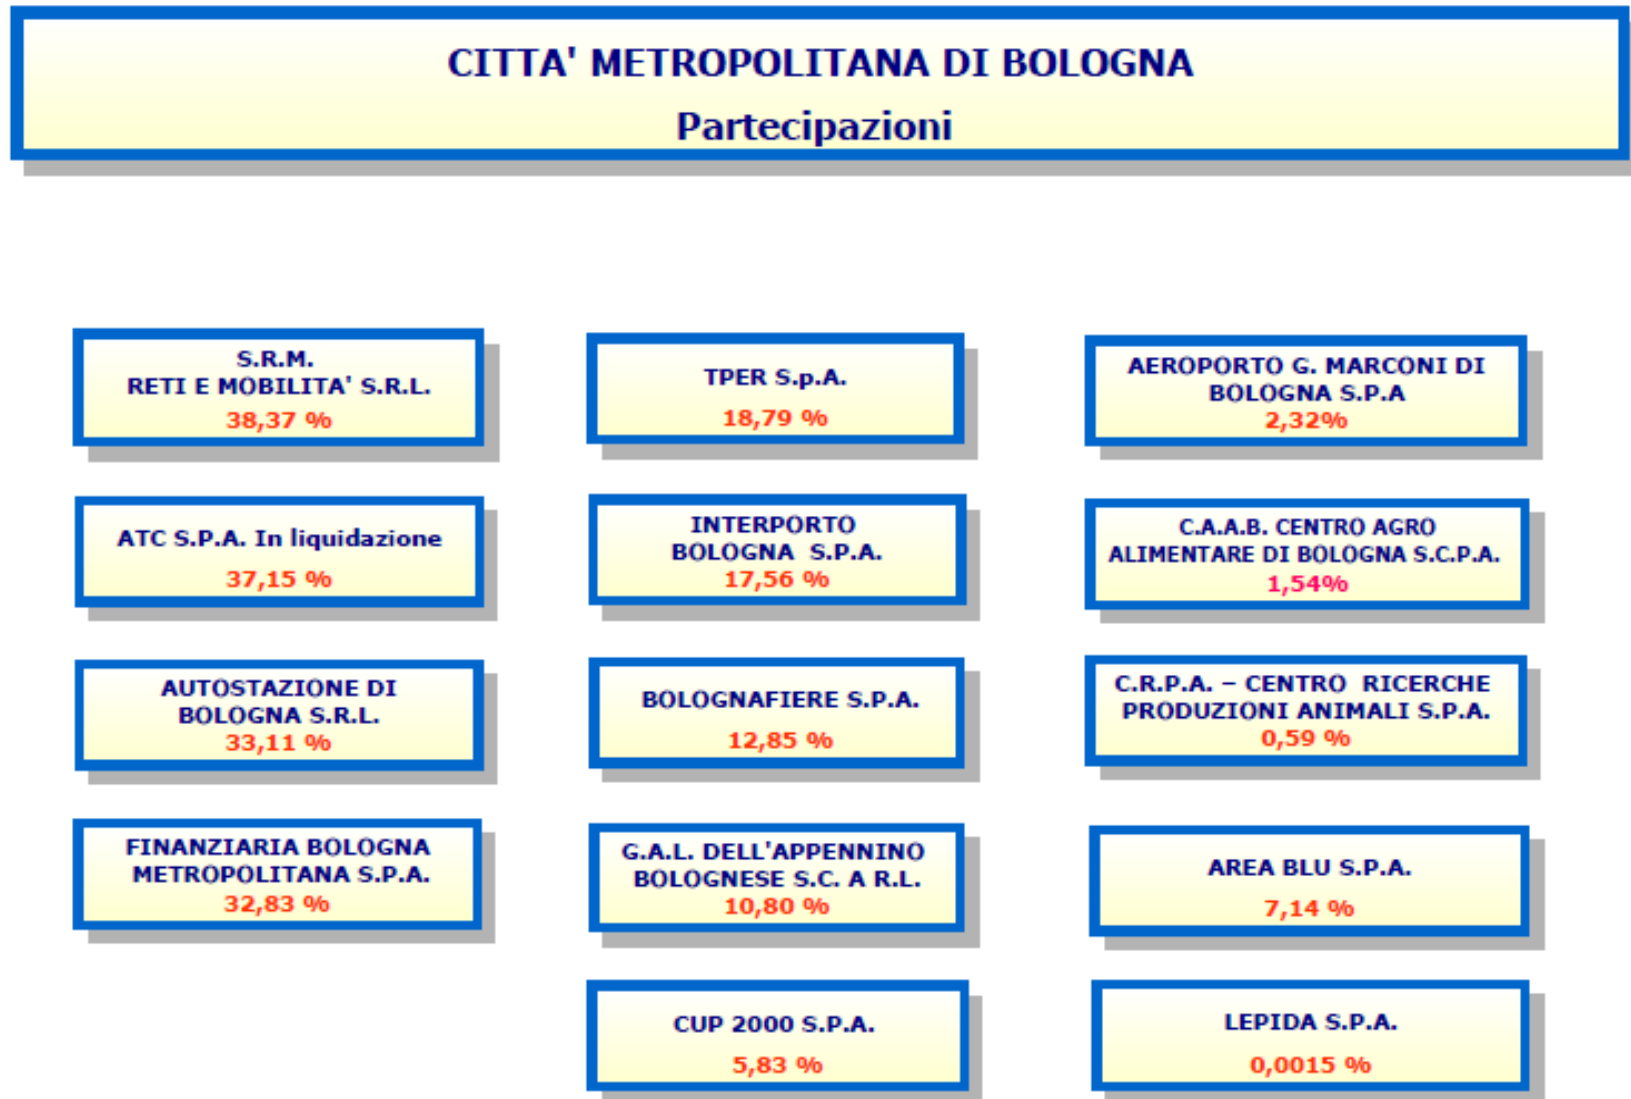 CITTA' METROPOLITANA DI BOLOGNA
Partecipazioni
S.R.M.
RETI E MOBILITA' S.R.L.
38,37 %
TPER S.p.A.
18,79 %
AEROPORTO G. MARCONI DI
BOLOGNA S.P.A
2,32%
ATC S.P.A. In liquidazione
37,15 %
INTERPORTO
BOLOGNA S.P.A.
17,56 %
C.A.A.B. CENTRO AGRO
ALIMENTARE DI BOLOGNA S.C.P.A.
1,54%
AUTOSTAZIONE DI
BOLOGNA S.R.L.
33,11 %
BOLOGNAFIERE S.P.A.
12,85 %
C.R.P.A. – CENTRO RICERCHE
PRODUZIONI ANIMALI S.P.A.
0,59 %
FINANZIARIA BOLOGNA
METROPOLITANA S.P.A.
32,83 %
G.A.L. DELL'APPENNINO
BOLOGNESE S.C. A R.L.
10,80 %
AREA BLU S.P.A.
7,14 %
CUP 2000 S.P.A.
5,83 %
LEPIDA S.P.A.
0,0015 %